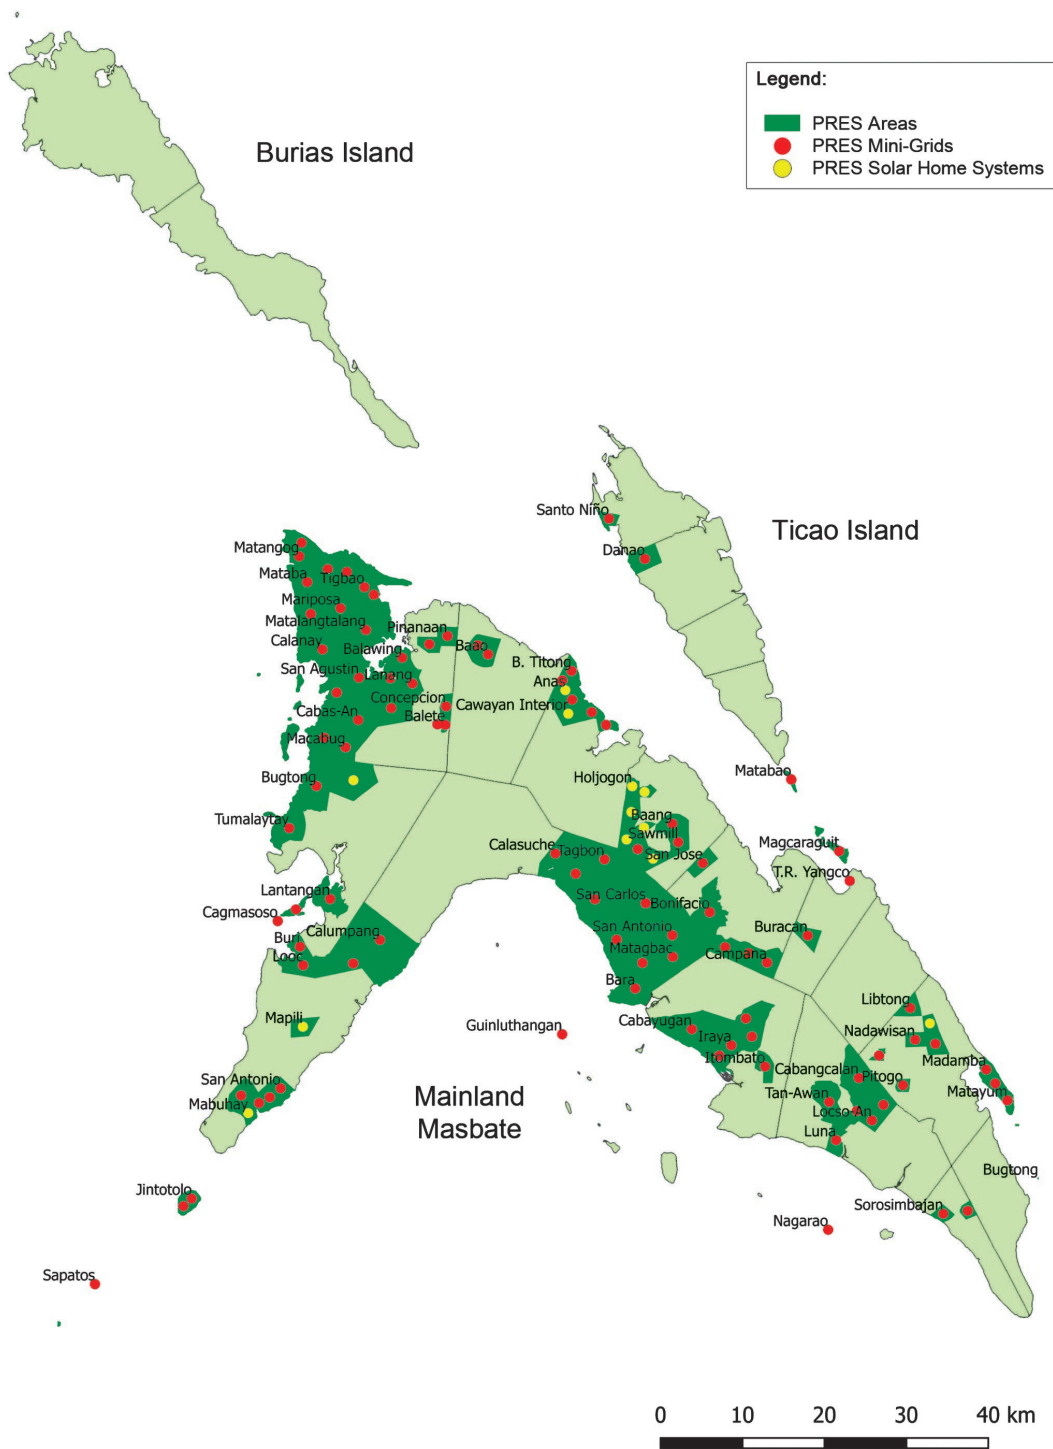 Legend:
PRES Areas
PRES Mini-Grids
PRES Solar Home Systems
Burias Island
Santo Niño
Ticao Island
Danao
Matangog
Mataba
Tigbao
Mariposa
Matalangtalang
Pinanaan
Calanay
Balawing
Baao
San Agustin
Lanang
B. Titong
Anas
Concepcion
Cawayan Interior
Cabas-An
Balete
Macabug
Bugtong
Holjogon
Matabao
Tumalaytay
Baang
Sawmill
Calasuche
Tagbon
San Jose
Magcaraguit
T.R. Yangco
Lantangan
San Carlos
Bonifacio
Cagmasoso
Calumpang
San Antonio
Buracan
Buri
Looc
Matagbac
Campana
Bara
Libtong
Mapili
Guinluthangan
Cabayugan
Iraya
Nadawisan
Itombato
Cabangcalan
Madamba
San Antonio
Pitogo
Mabuhay
Mainland
Masbate
Tan-Awan
Matayum
Locso-An
Luna
Bugtong
Jintotolo
Sorosimbajan
Nagarao
Sapatos
0 10 20 30 40 km